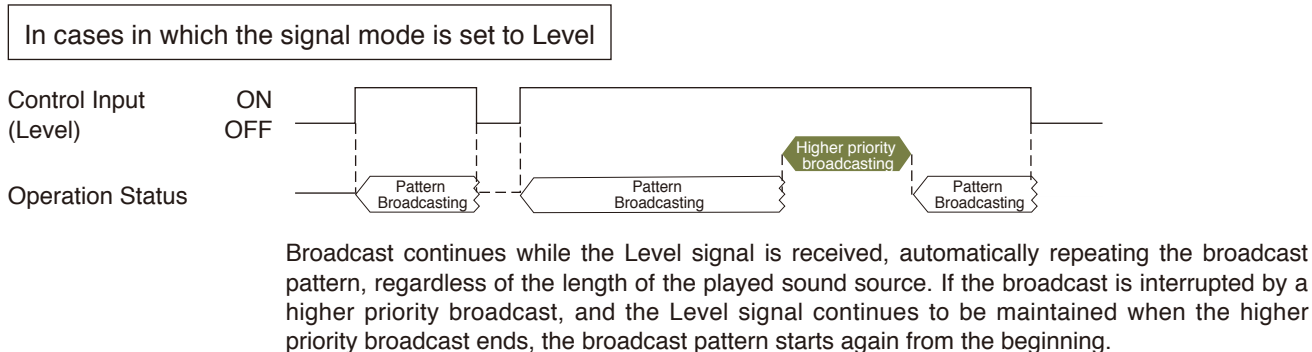 In cases in which the signal mode is set to Level
Control Input ON
(Level) OFF
Higher priority
broadcasting
Operation Status
Pattern
Broadcasting
Pattern
Broadcasting
Pattern
Broadcasting
Broadcast continues while the Level signal is received, automatically repeating the broadcast
pattern, regardless of the length of the played sound source. If the broadcast is interrupted by a
higher priority broadcast, and the Level signal continues to be maintained when the higher
priority broadcast ends, the broadcast pattern starts again from the beginning.